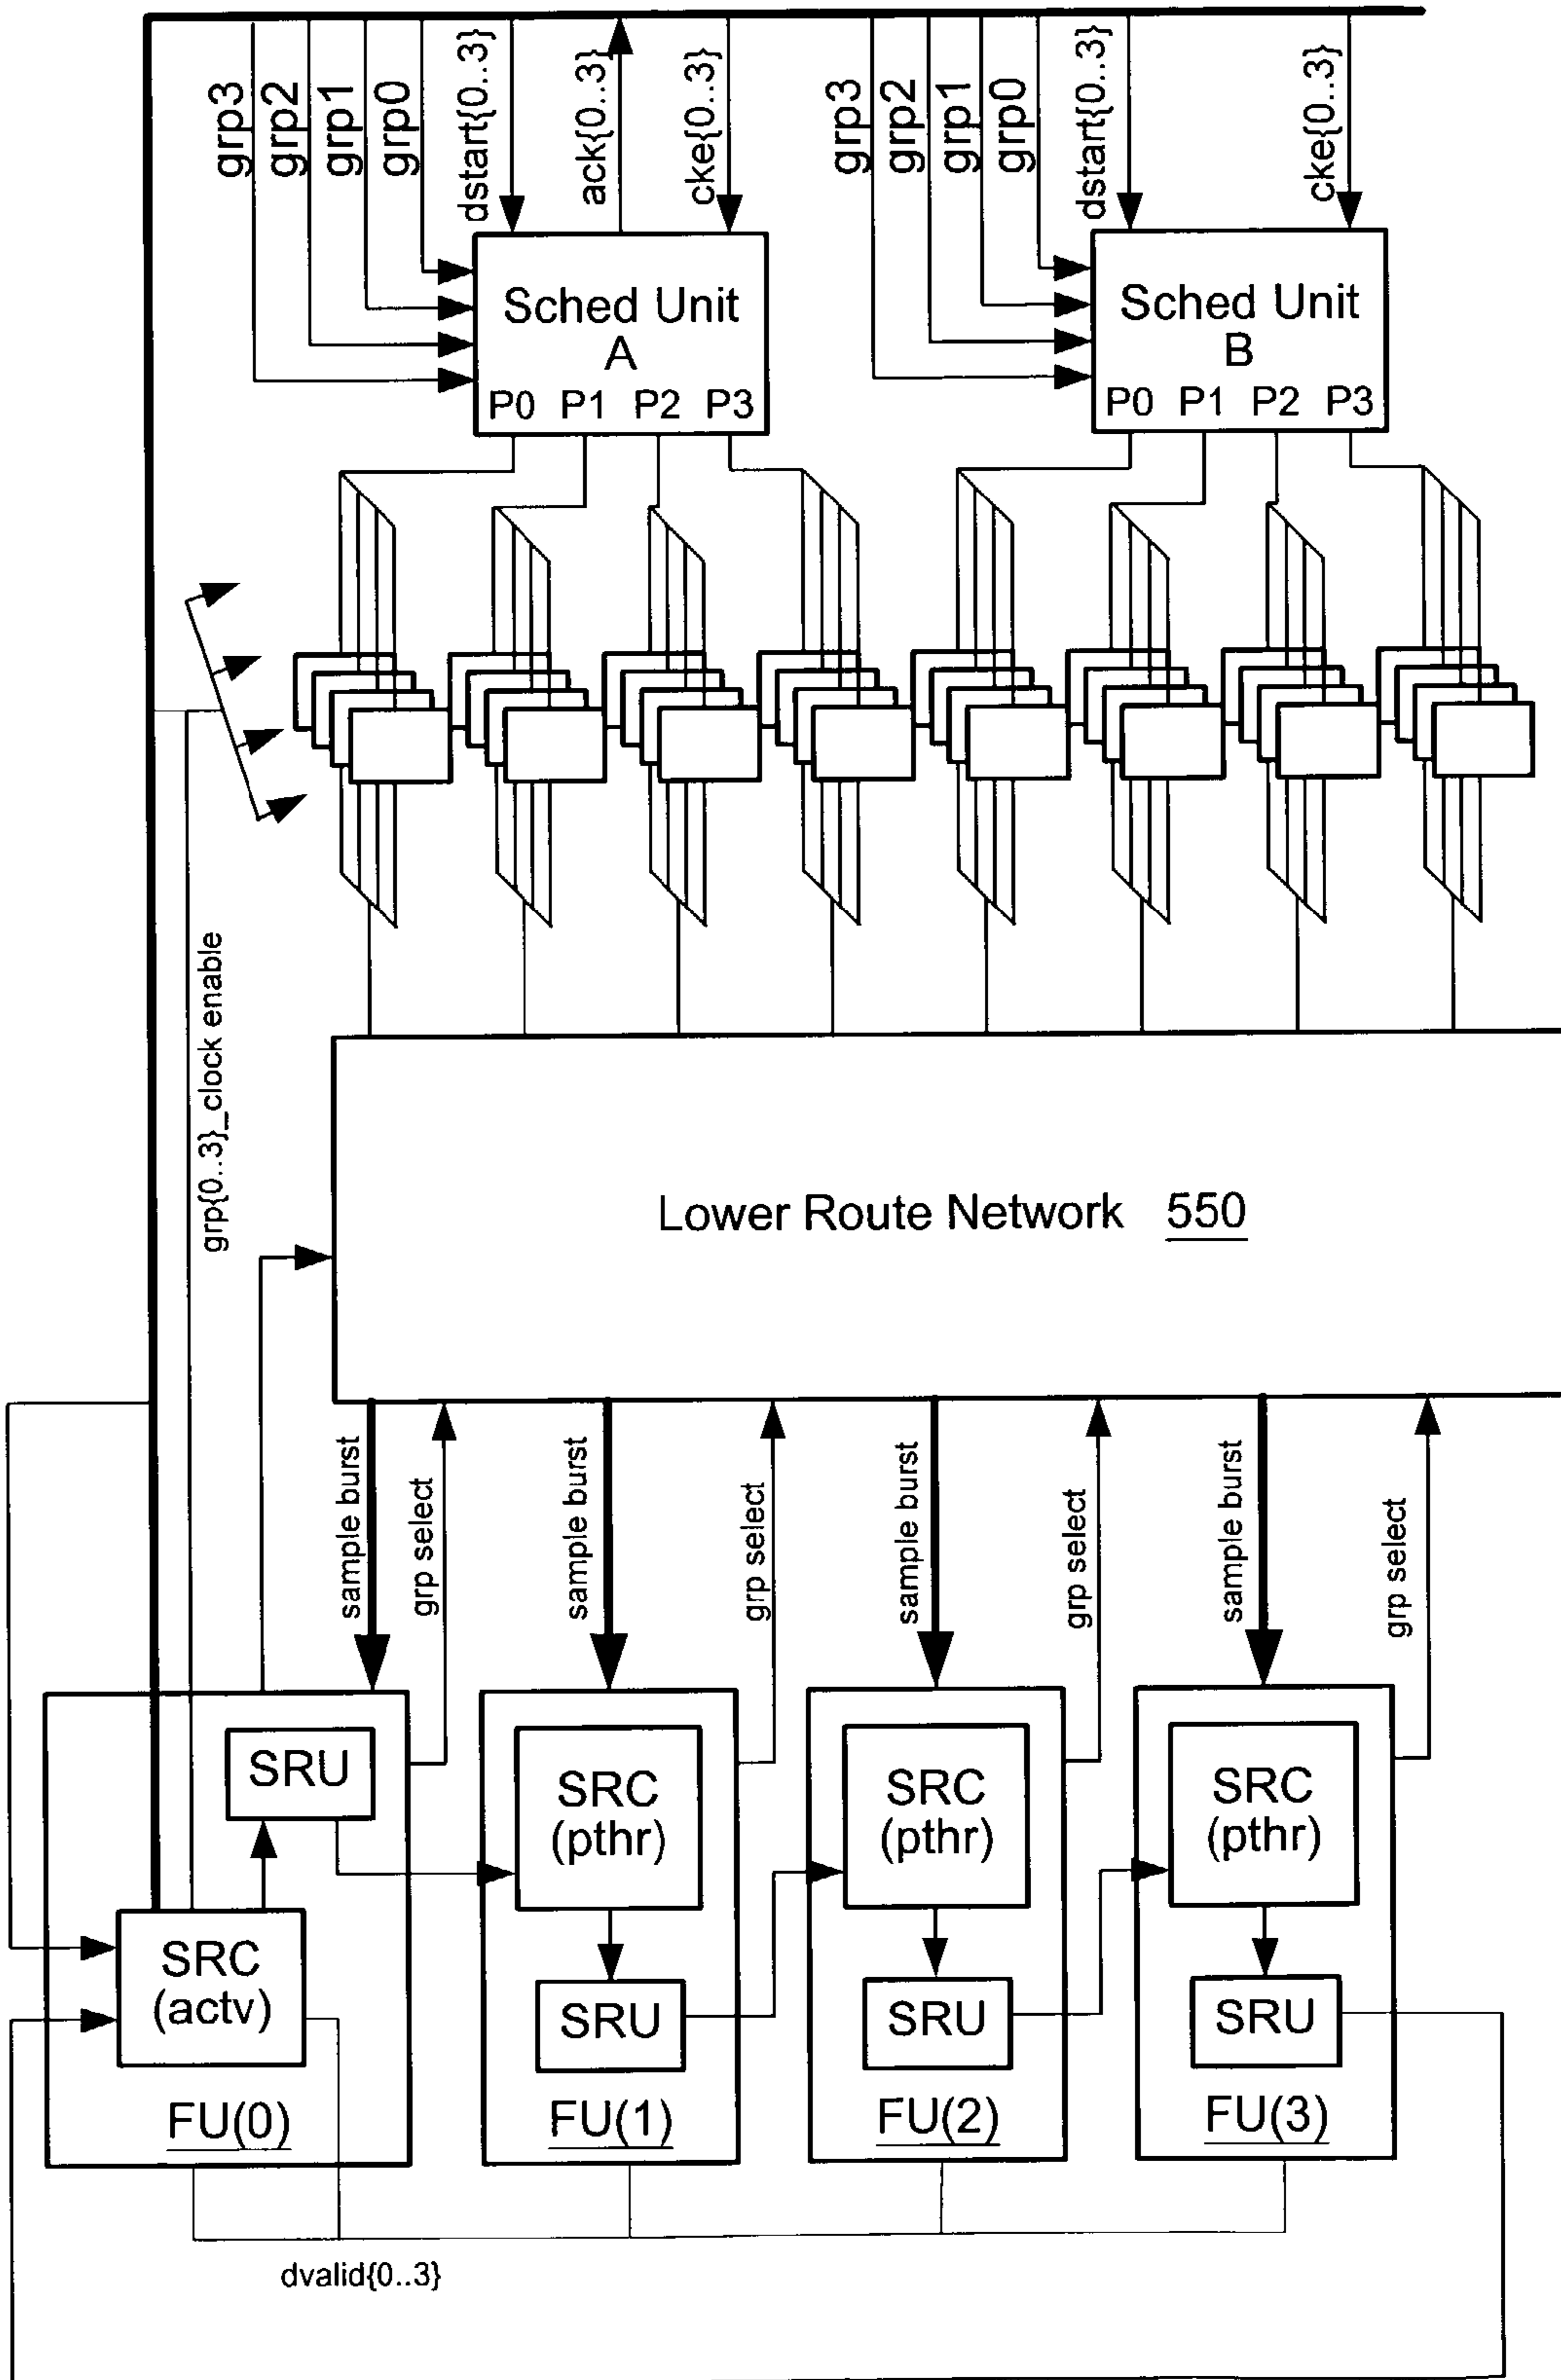 grp3
grp2
grp1
grp0
dstart{0..3}
ack{0..3}
cke{0..3}
grp3
grp2
grp1
grp0
dstart{0..3}
cke{0..3}
Sched Unit
A
P0 P1 P2 P3
Sched Unit
B
P0 P1 P2 P3
grp{0..3}_clock enable
Lower Route Network 550
sample burst
grp select
sample burst
grp select
sample burst
grp select
sample burst
grp select
SRU
SRC
(actv)
FU(0)
SRC
(pthr)
SRU
FU(1)
SRC
(pthr)
SRU
FU(2)
SRC
(pthr)
SRU
FU(3)
dvalid{0..3}